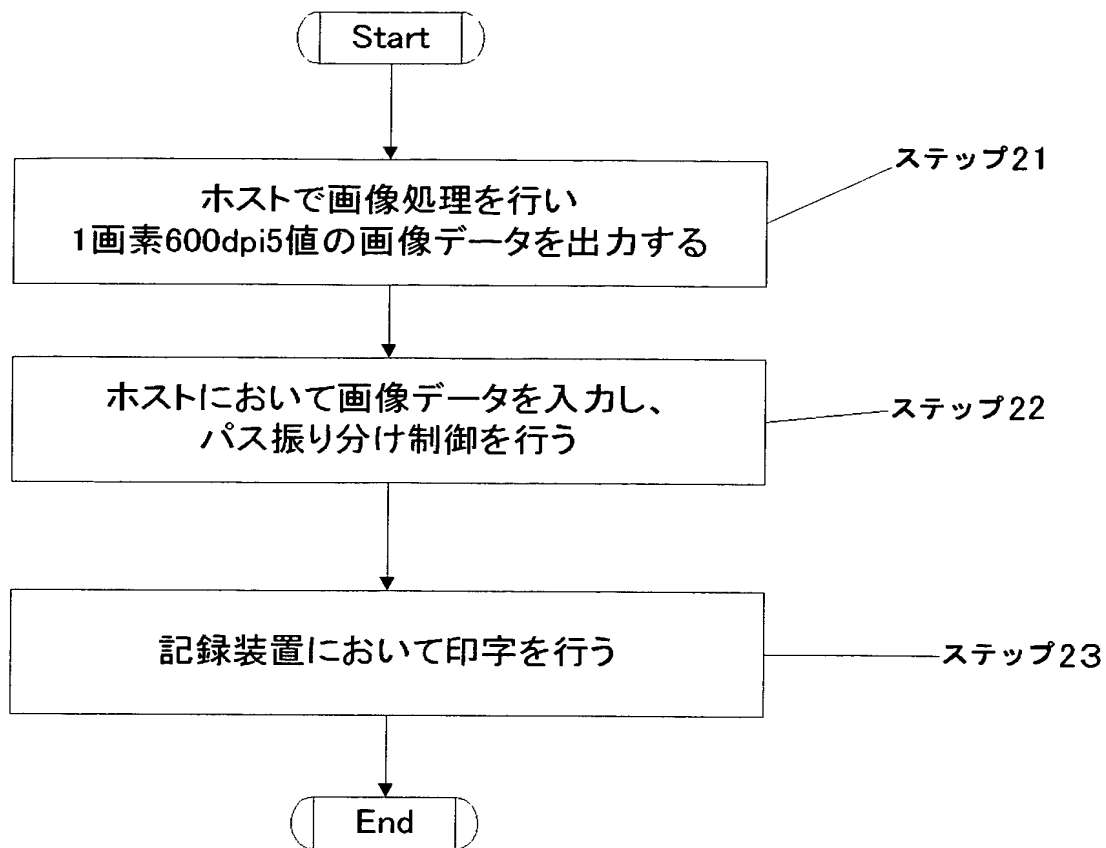 Start
ステップ21
ホストで画像処理を行い
1画素600dpi5値の画像データを出力する
ホストにおいて画像データを入力し、
パス振り分け制御を行う
ステップ22
記録装置において印字を行う
ステップ23
End